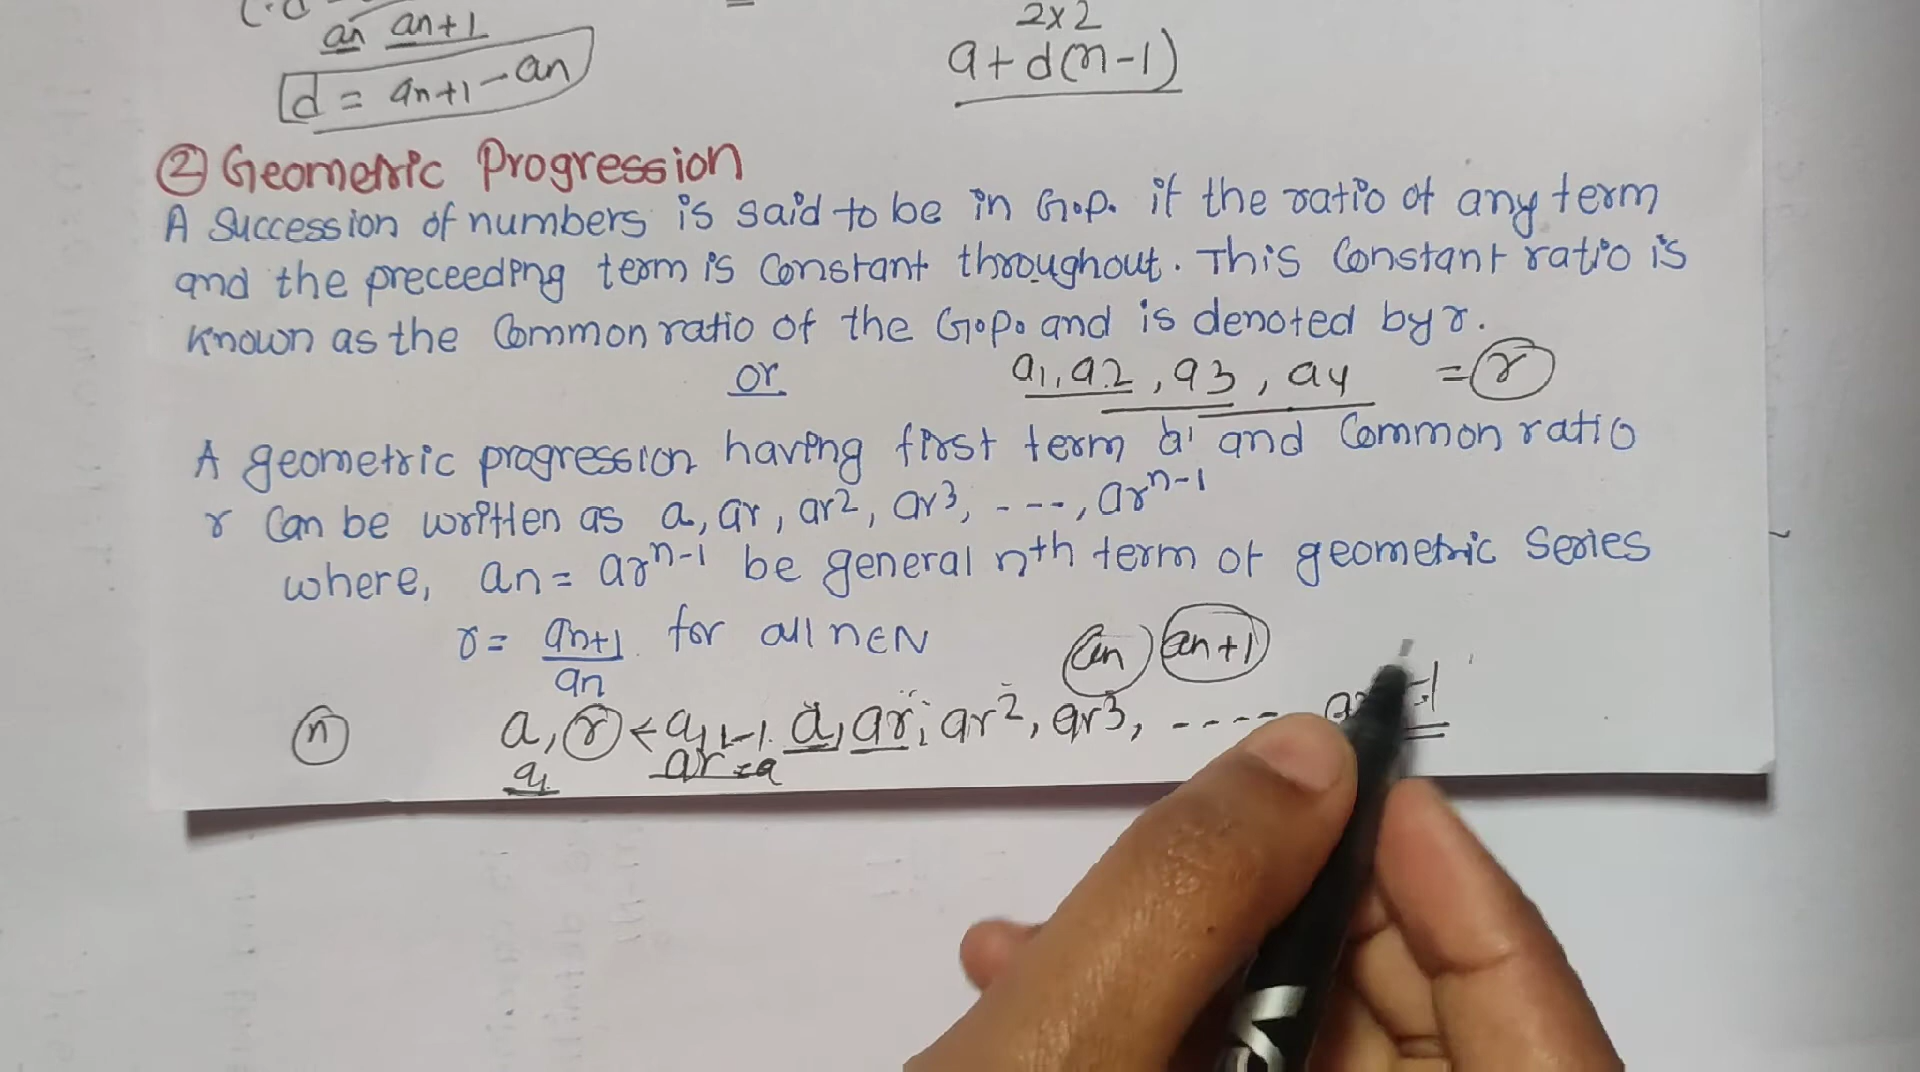 an an+1
d = an+1 - an
2x2
a + d(n-1)
② Geometric Progression
A Succession of numbers is said to be in G.P. if the ratio of any term
and the preceeding term is Constant throughout. This Constant ratio is
known as the Common ratio of the G.P. and is denoted by r.
or
a1, a2, a3, a4 = r
A geometric progression having first term 'a' and Common ratio
r Can be written as a, ar, ar2, ar3, ----, arn-1
where, an = arn-1 be general nth term of geometric Series
r = an+1/an for all n∈N
an an+1
n a, r ← a, a, ar, ar2, ar3, ----
a1 ar=a